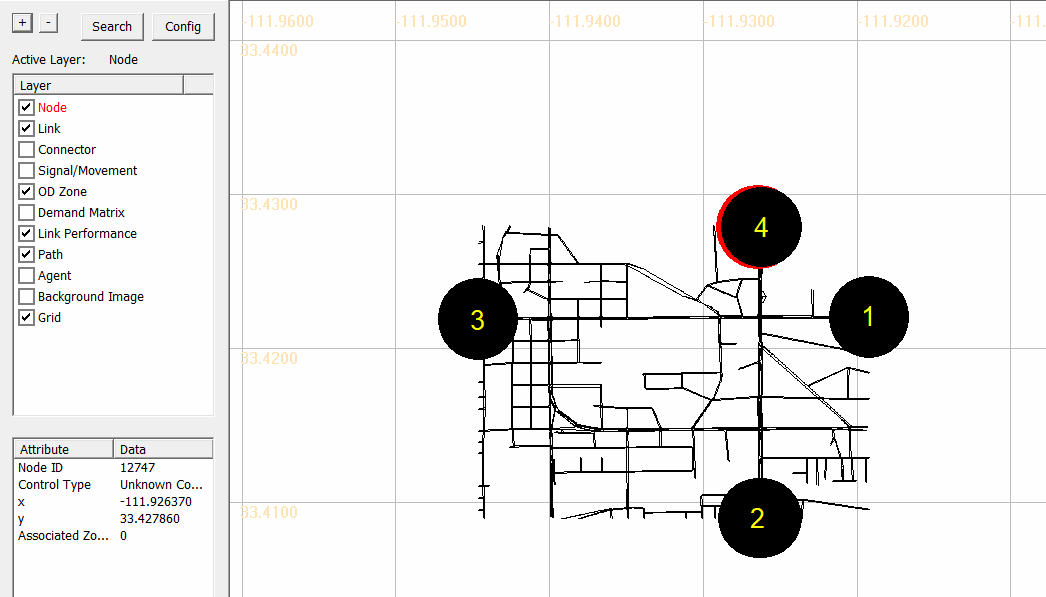 + - Search Config
Active Layer: Node
Layer
Node
Link
Connector
Signal/Movement
OD Zone
Demand Matrix
Link Performance
Path
Agent
Background Image
Grid
Attribute Data
Node ID 12747
Control Type Unknown Co...
x -111.926370
y 33.427860
Associated Zo... 0
-111.9600 -111.9500 -111.9400 -111.9300 -111.9200 -111.
33.4400
33.4300
33.4200
33.4100
4
1
3
2